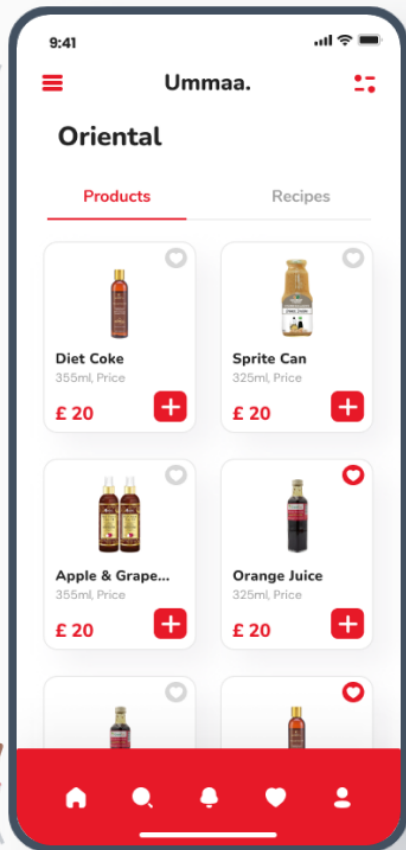 9:41
Ummaa.
Oriental
Products Recipes
Diet Coke Sprite Can
355ml, Price 325ml, Price
£ 20 £ 20
Apple & Grape... Orange Juice
355ml, Price 325ml, Price
£ 20 £ 20